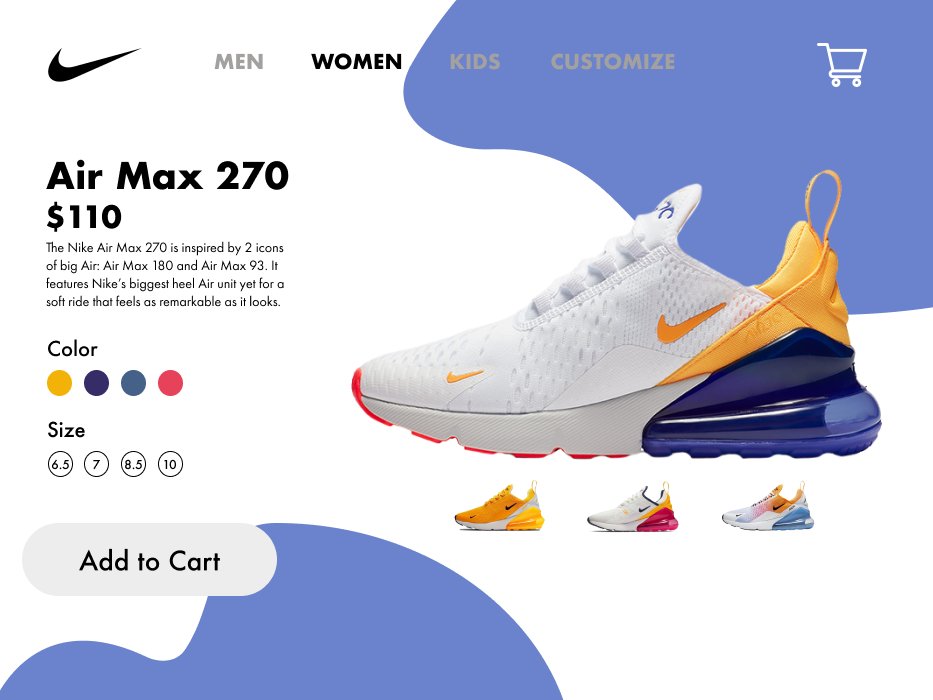 MEN WOMEN KIDS CUSTOMIZE
Air Max 270
$110
The Nike Air Max 270 is inspired by 2 icons
of big Air: Air Max 180 and Air Max 93. It
features Nike’s biggest heel Air unit yet for a
soft ride that feels as remarkable as it looks.
Color
Size
6.5 7 8.5 10
Add to Cart